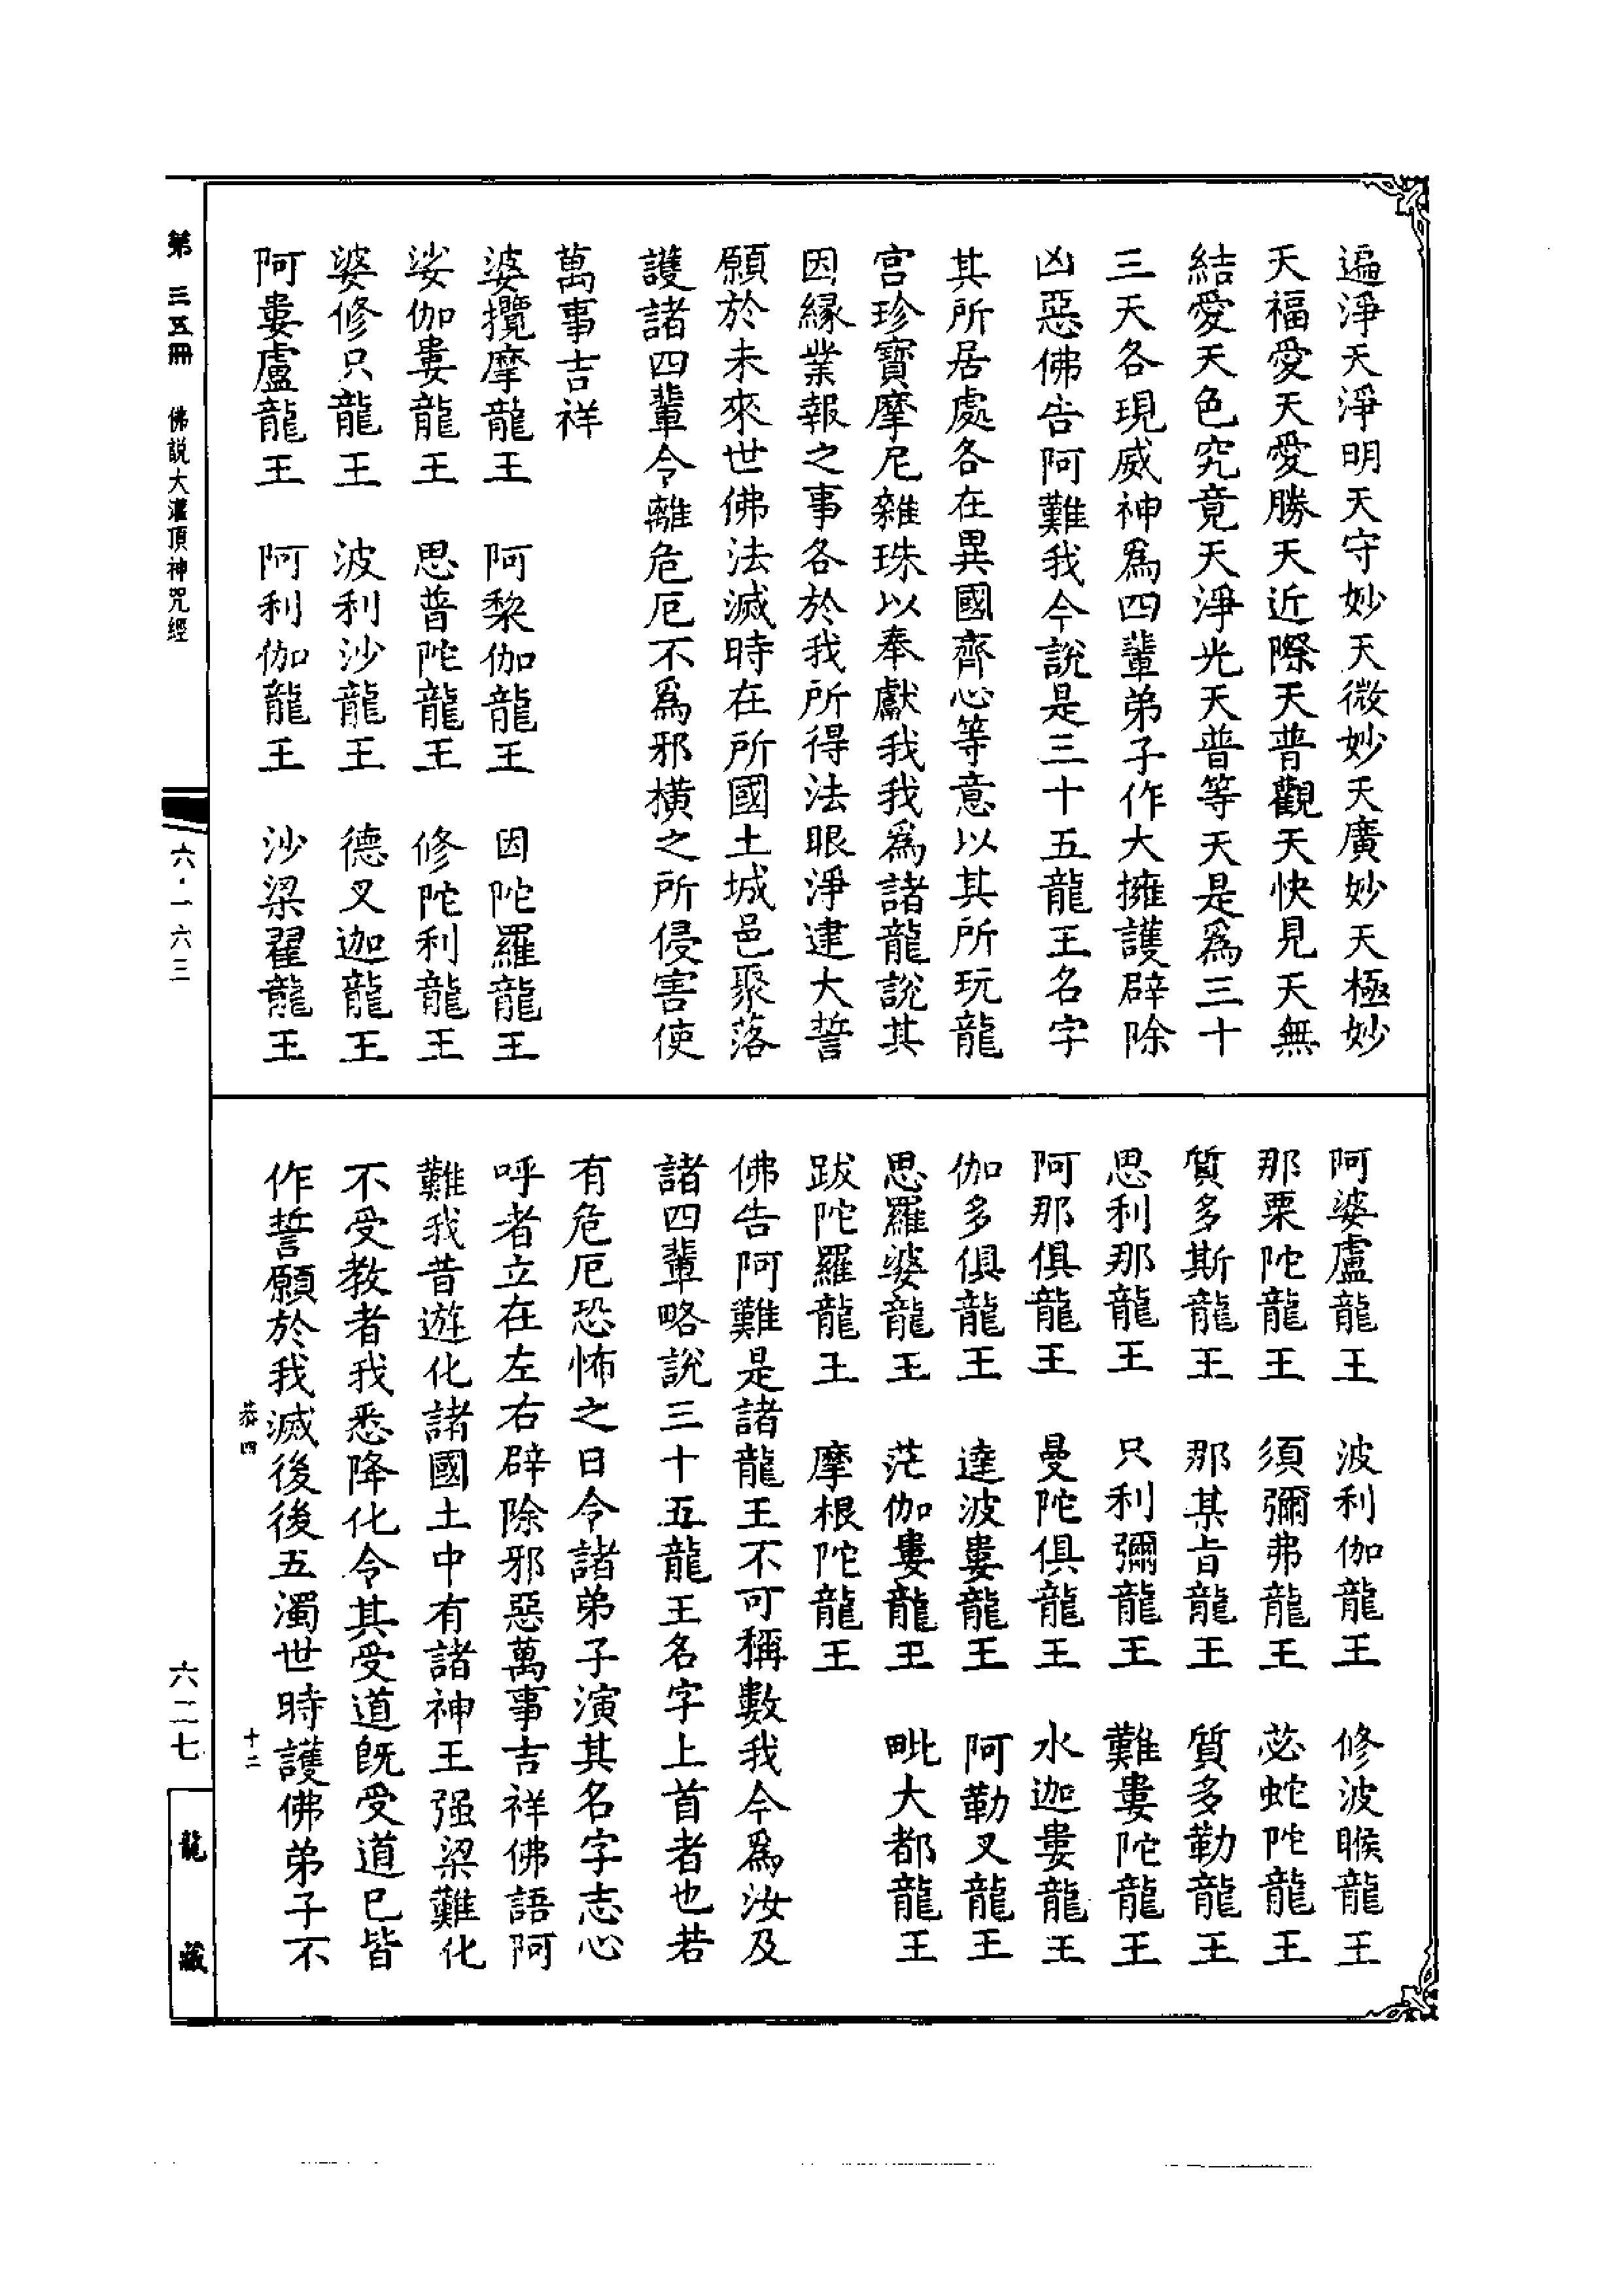 遍淨天淨明天守妙天微妙天廣妙天極妙
天福愛天愛勝天近際天普觀天快見天無
結愛天色究竟天淨光天普等天是爲三十
三天各現威神爲四輩弟子作大擁護辟除
凶惡佛告阿難我今說是三十五龍王名字
其所居處各在異國齊心等意以其所玩龍
宮珍寶摩尼雜珠以奉獻我我爲諸龍說其
因緣業報之事各於我所得法眼淨逮大誓
願於未來世佛法滅時在所國土城邑聚落
護諸四輩令離危厄不爲邪橫之所侵害使
萬事吉祥
婆攬摩龍王　阿黎伽龍王　因陀羅龍王
娑伽婁龍王　思普陀龍王　修陀利龍王
婆修只龍王　波利沙龍王　德叉迦龍王
阿婁盧龍王　阿利伽龍王　沙梁翟龍王
阿婆盧龍王　波利伽龍王　修波睺龍王
那栗陀龍王　須彌弗龍王　苾蛇陀龍王
質多斯龍王　那某旨龍王　質多勒龍王
思利那龍王　只利彌龍王　難婁陀龍王
阿那俱龍王　曼陀俱龍王　水迦婁龍王
伽多俱龍王　達波婁龍王　阿勒叉龍王
思羅婆龍王　茫伽婁龍王　毗大都龍王
跋陀羅龍王　摩根陀龍王
佛告阿難是諸龍王不可稱數我今爲汝及
諸四輩略說三十五龍王名字上首者也若
有危厄恐怖之日令諸弟子演其名字志心
呼者立在左右辟除邪惡萬事吉祥佛語阿
難我昔遊化諸國土中有諸神王强梁難化
不受教者我悉降化令其受道旣受道已皆
作誓願於我滅後後五濁世時護佛弟子不
恭四　十二
第三五冊　佛説大灌頂神咒經
六·一六三
六二七
龍藏